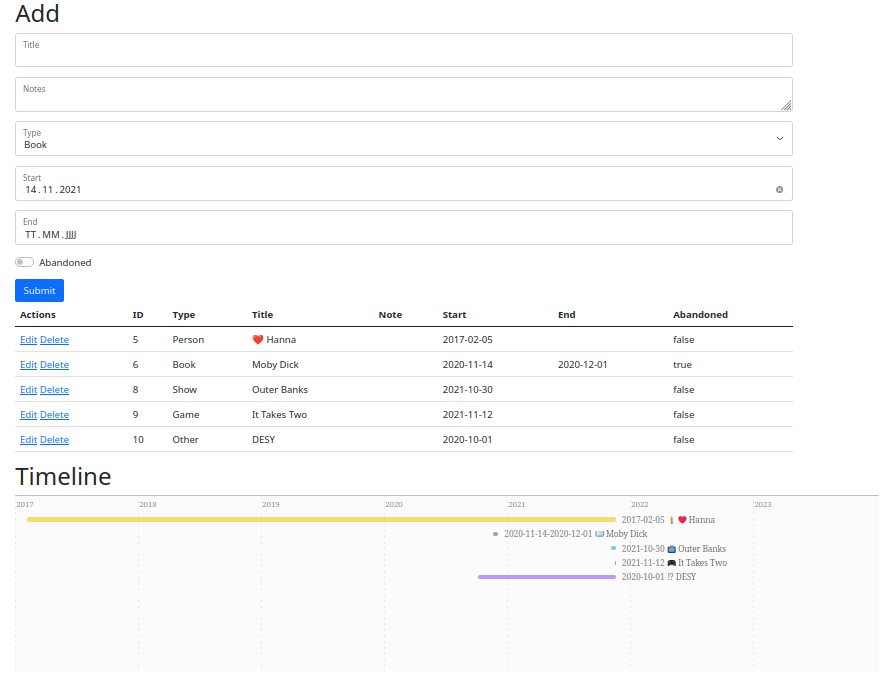 Add
Title
Notes
Type
Book
Start
14.11.2021
End
TT.MM.JJJJ
Abandoned
Submit
Actions ID Type Title Note Start End Abandoned
Edit Delete 5 Person ❤️ Hanna 2017-02-05 false
Edit Delete 6 Book Moby Dick 2020-11-14 2020-12-01 true
Edit Delete 8 Show Outer Banks 2021-10-30 false
Edit Delete 9 Game It Takes Two 2021-11-12 false
Edit Delete 10 Other DESY 2020-10-01 false
Timeline
2017 2018 2019 2020 2021 2022 2023
2017-02-05 ❤️ Hanna
2020-11-14-2020-12-01 📖 Moby Dick
2021-10-30 📺 Outer Banks
2021-11-12 🎮 It Takes Two
2020-10-01 ⁉ DESY